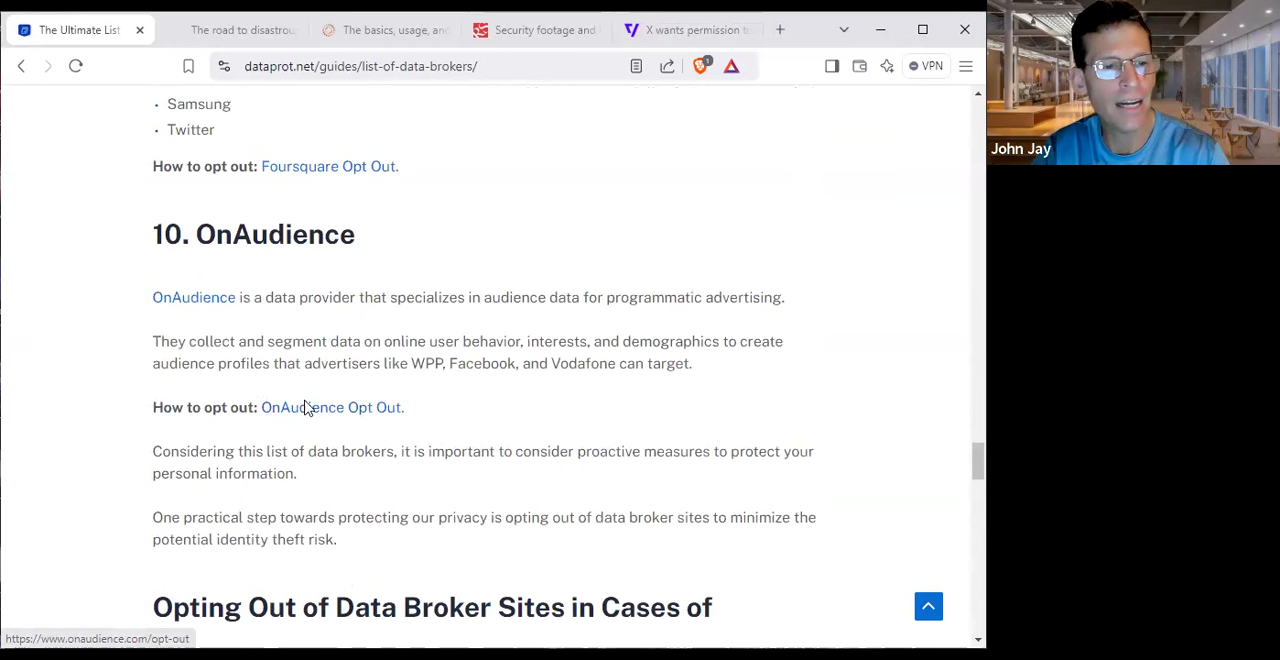 The Ultimate List
The road to disastrou
The basics, usage, an
Security footage and
X wants permission t
dataprot.net/guides/list-of-data-brokers/
1
VPN
• Samsung
• Twitter
How to opt out: Foursquare Opt Out.
10. OnAudience
OnAudience is a data provider that specializes in audience data for programmatic advertising.
They collect and segment data on online user behavior, interests, and demographics to create
audience profiles that advertisers like WPP, Facebook, and Vodafone can target.
How to opt out: OnAudience Opt Out.
Considering this list of data brokers, it is important to consider proactive measures to protect your
personal information.
One practical step towards protecting our privacy is opting out of data broker sites to minimize the
potential identity theft risk.
Opting Out of Data Broker Sites in Cases of
https://www.onaudience.com/opt-out
John Jay